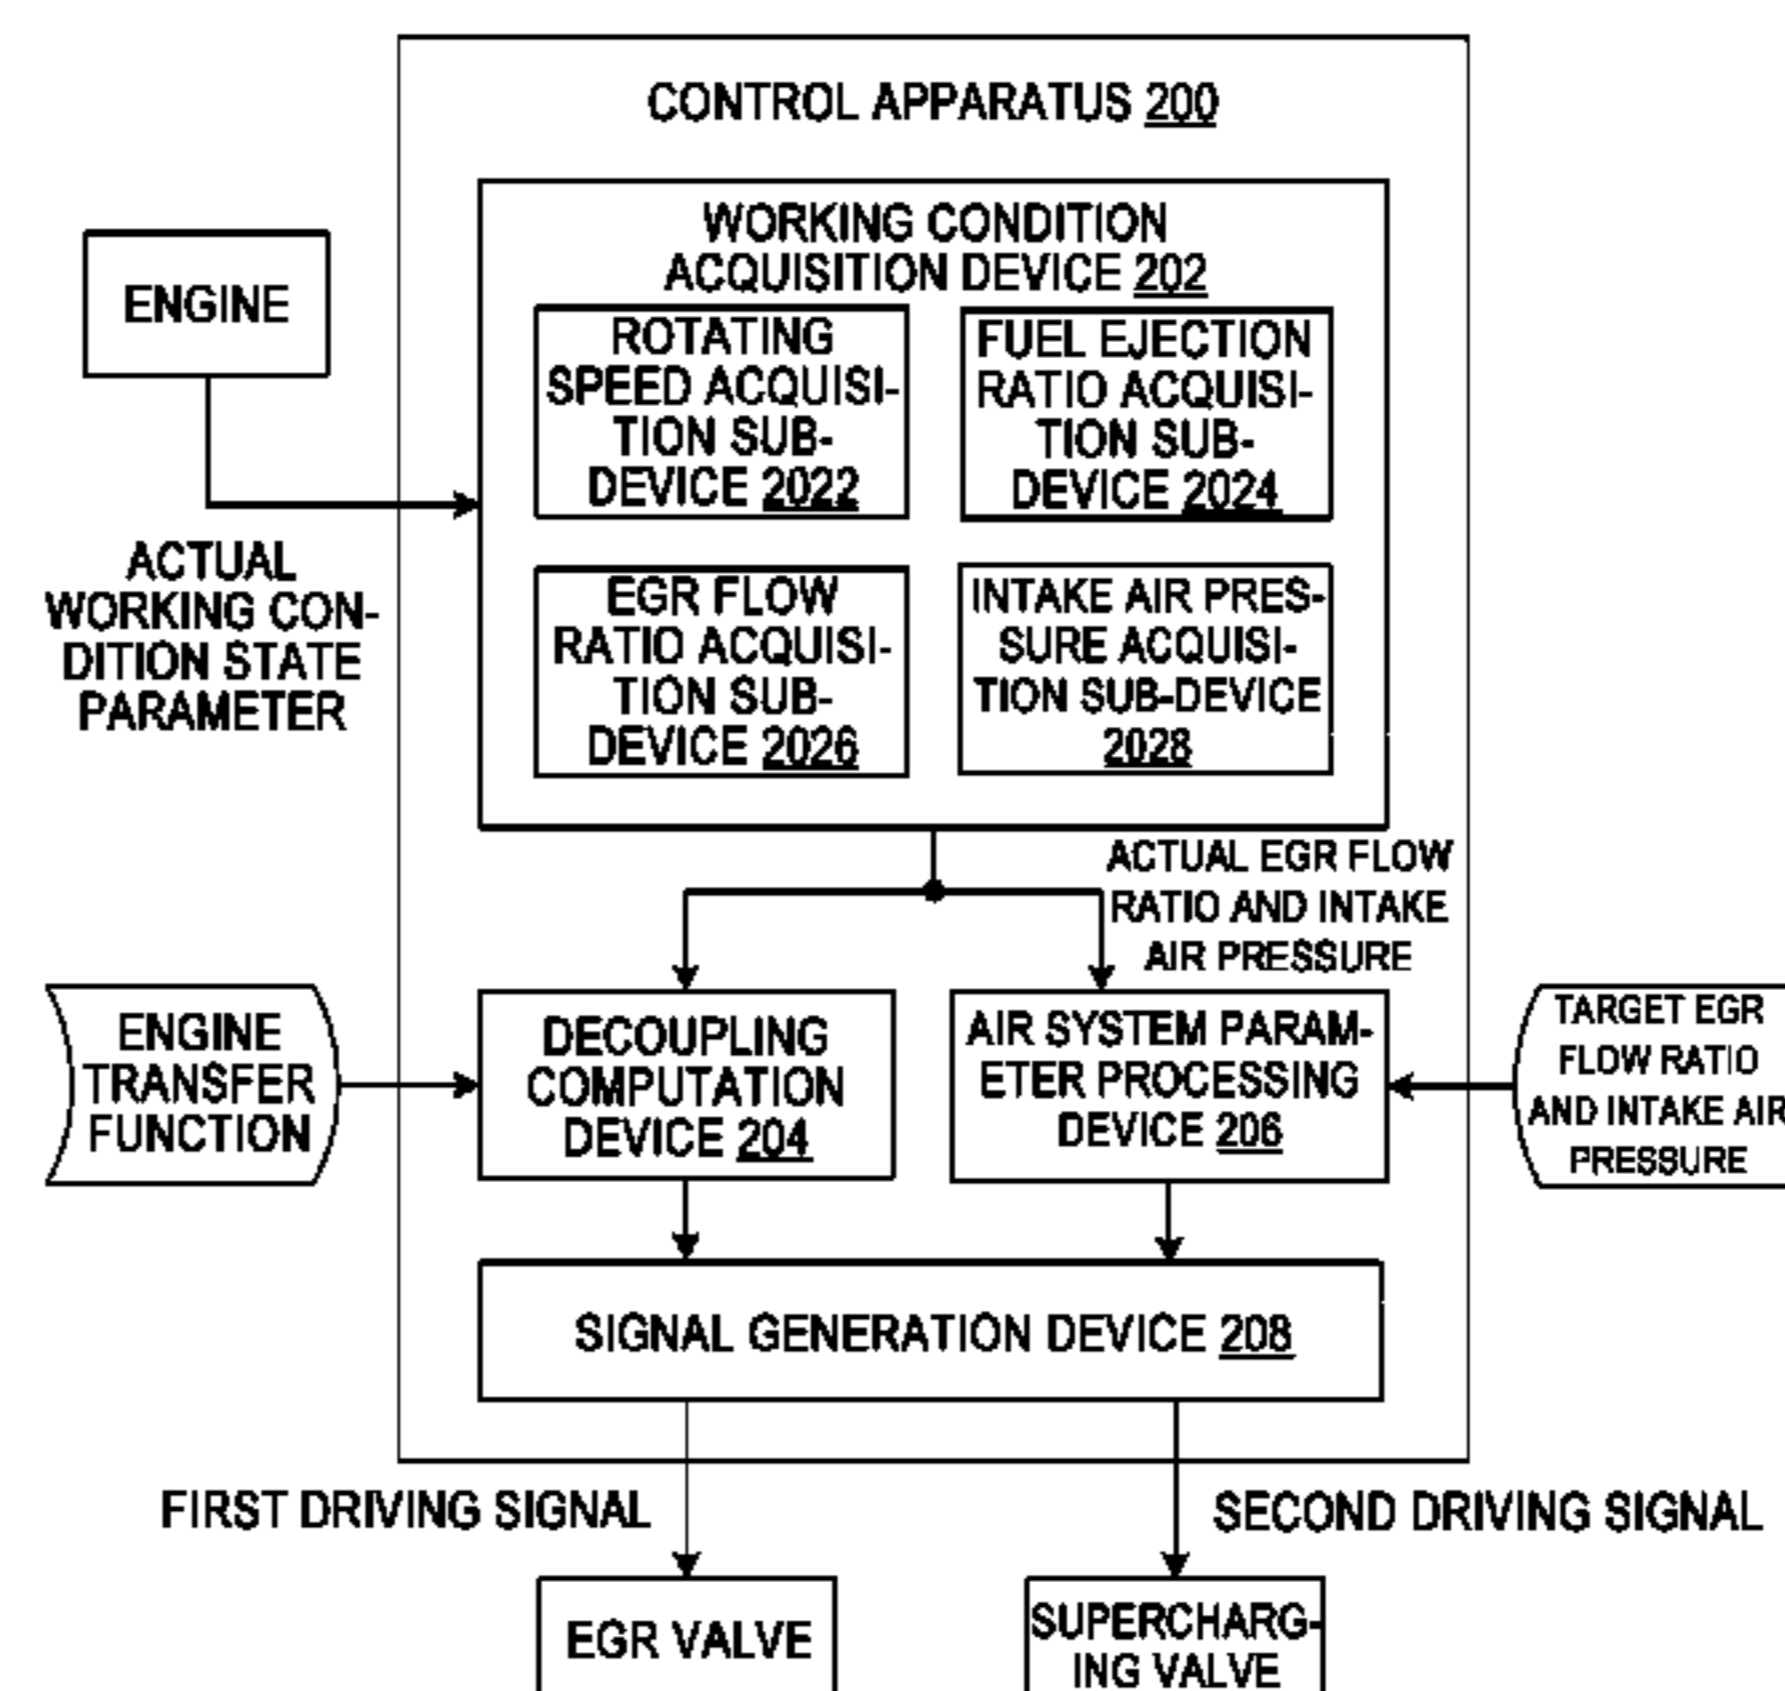 CONTROL APPARATUS 200
WORKING CONDITION
ACQUISITION DEVICE 202
ENGINE
ROTATING
SPEED ACQUISI-
TION SUB-
DEVICE 2022
FUEL EJECTION
RATIO ACQUISI-
TION SUB-
DEVICE 2024
ACTUAL
WORKING CON-
DITION STATE
PARAMETER
EGR FLOW
RATIO ACQUISI-
TION SUB-
DEVICE 2026
INTAKE AIR PRES-
SURE ACQUISI-
TION SUB-DEVICE
2028
ACTUAL EGR FLOW
RATIO AND INTAKE
AIR PRESSURE
ENGINE
TRANSFER
FUNCTION
DECOUPLING
COMPUTATION
DEVICE 204
AIR SYSTEM PARAM-
ETER PROCESSING
DEVICE 206
TARGET EGR
FLOW RATIO
AND INTAKE AIR
PRESSURE
SIGNAL GENERATION DEVICE 208
FIRST DRIVING SIGNAL
SECOND DRIVING SIGNAL
EGR VALVE
SUPERCHARG-
ING VALVE